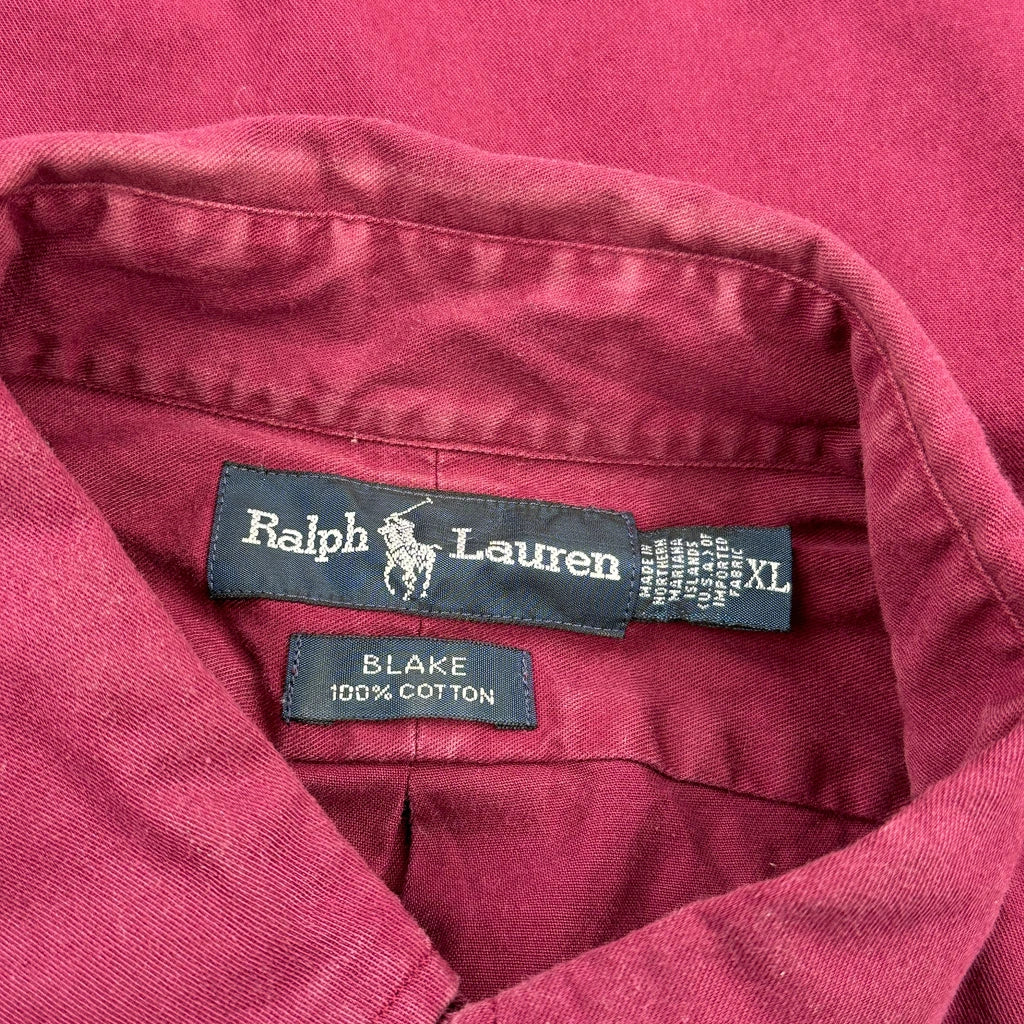 Ralph Lauren
MADE IN
NORTHERN
MARIANA
ISLANDS
(U.S.A.) OF
IMPORTED
FABRIC
XL
BLAKE
100% COTTON